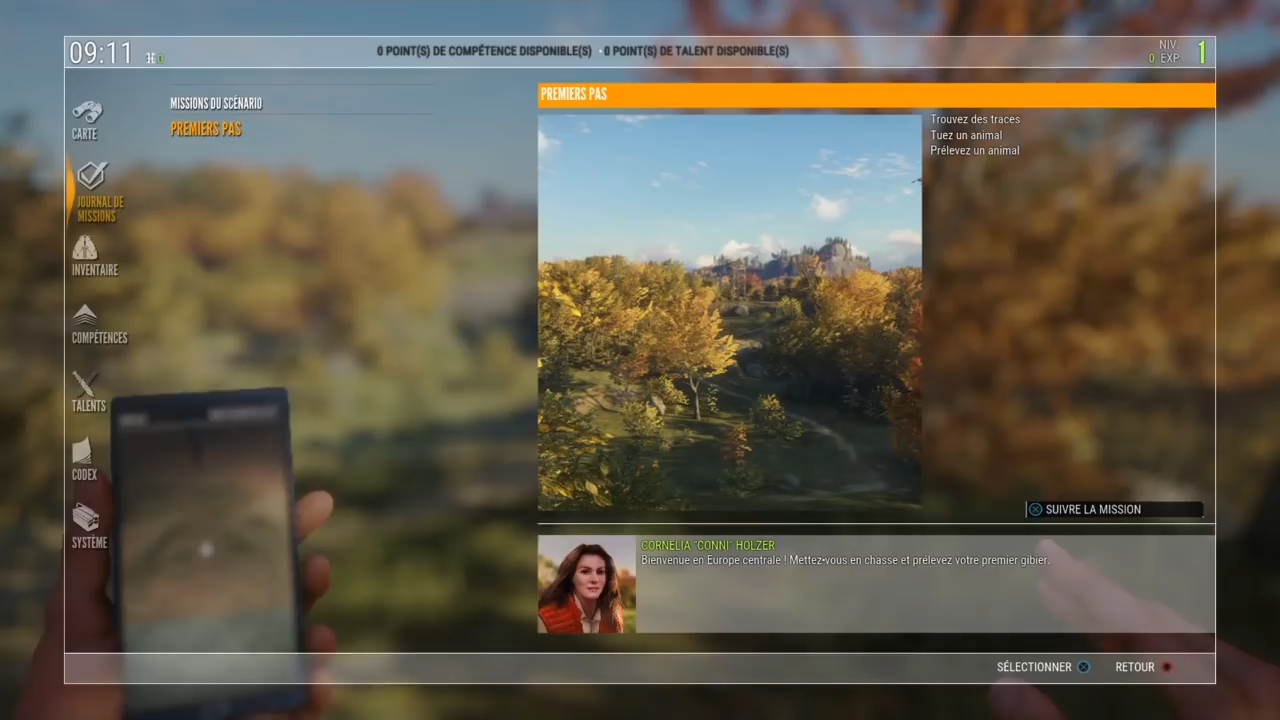 09:11
0
0 POINT(S) DE COMPÉTENCE DISPONIBLE(S) • 0 POINT(S) DE TALENT DISPONIBLE(S)
NIV.
0 EXP.
1
CARTE
JOURNAL DE
MISSIONS
INVENTAIRE
COMPÉTENCES
TALENTS
CODEX
SYSTÈME
MISSIONS DU SCÉNARIO
PREMIERS PAS
PREMIERS PAS
Trouvez des traces
Tuez un animal
Prélevez un animal
SUIVRE LA MISSION
CORNELIA "CONNI" HOLZER
Bienvenue en Europe centrale ! Mettez-vous en chasse et prélevez votre premier gibier.
SÉLECTIONNER
RETOUR